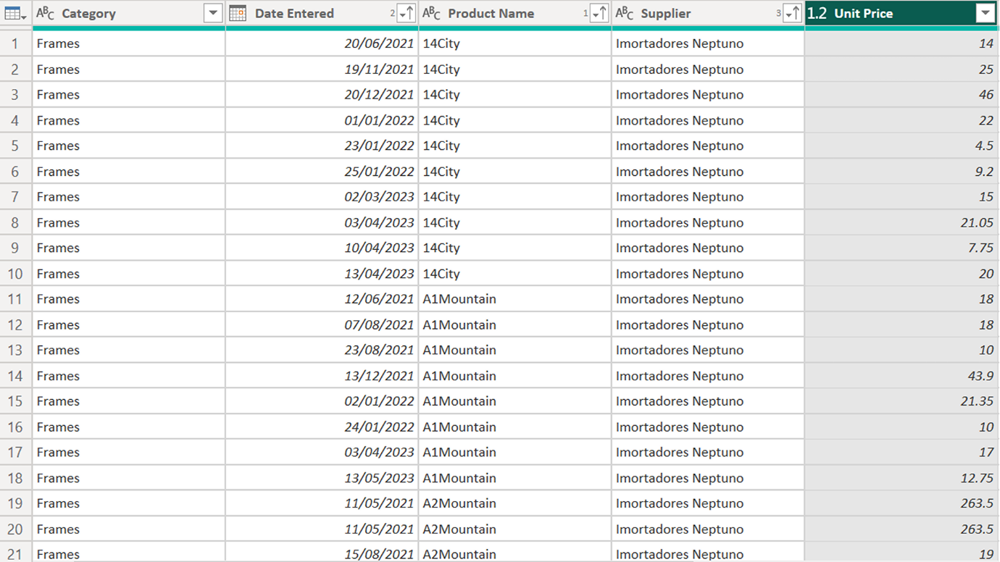 ABC Category Date Entered 2 ABC Product Name 1 ABC Supplier 3 1.2 Unit Price
1 Frames 20/06/2021 14City Imortadores Neptuno 14
2 Frames 19/11/2021 14City Imortadores Neptuno 25
3 Frames 20/12/2021 14City Imortadores Neptuno 46
4 Frames 01/01/2022 14City Imortadores Neptuno 22
5 Frames 23/01/2022 14City Imortadores Neptuno 4.5
6 Frames 25/01/2022 14City Imortadores Neptuno 9.2
7 Frames 02/03/2023 14City Imortadores Neptuno 15
8 Frames 03/04/2023 14City Imortadores Neptuno 21.05
9 Frames 10/04/2023 14City Imortadores Neptuno 7.75
10 Frames 13/04/2023 14City Imortadores Neptuno 20
11 Frames 12/06/2021 A1Mountain Imortadores Neptuno 18
12 Frames 07/08/2021 A1Mountain Imortadores Neptuno 18
13 Frames 23/08/2021 A1Mountain Imortadores Neptuno 10
14 Frames 13/12/2021 A1Mountain Imortadores Neptuno 43.9
15 Frames 02/01/2022 A1Mountain Imortadores Neptuno 21.35
16 Frames 24/01/2022 A1Mountain Imortadores Neptuno 10
17 Frames 03/04/2023 A1Mountain Imortadores Neptuno 17
18 Frames 13/05/2023 A1Mountain Imortadores Neptuno 12.75
19 Frames 11/05/2021 A2Mountain Imortadores Neptuno 263.5
20 Frames 11/05/2021 A2Mountain Imortadores Neptuno 263.5
21 Frames 15/08/2021 A2Mountain Imortadores Neptuno 19